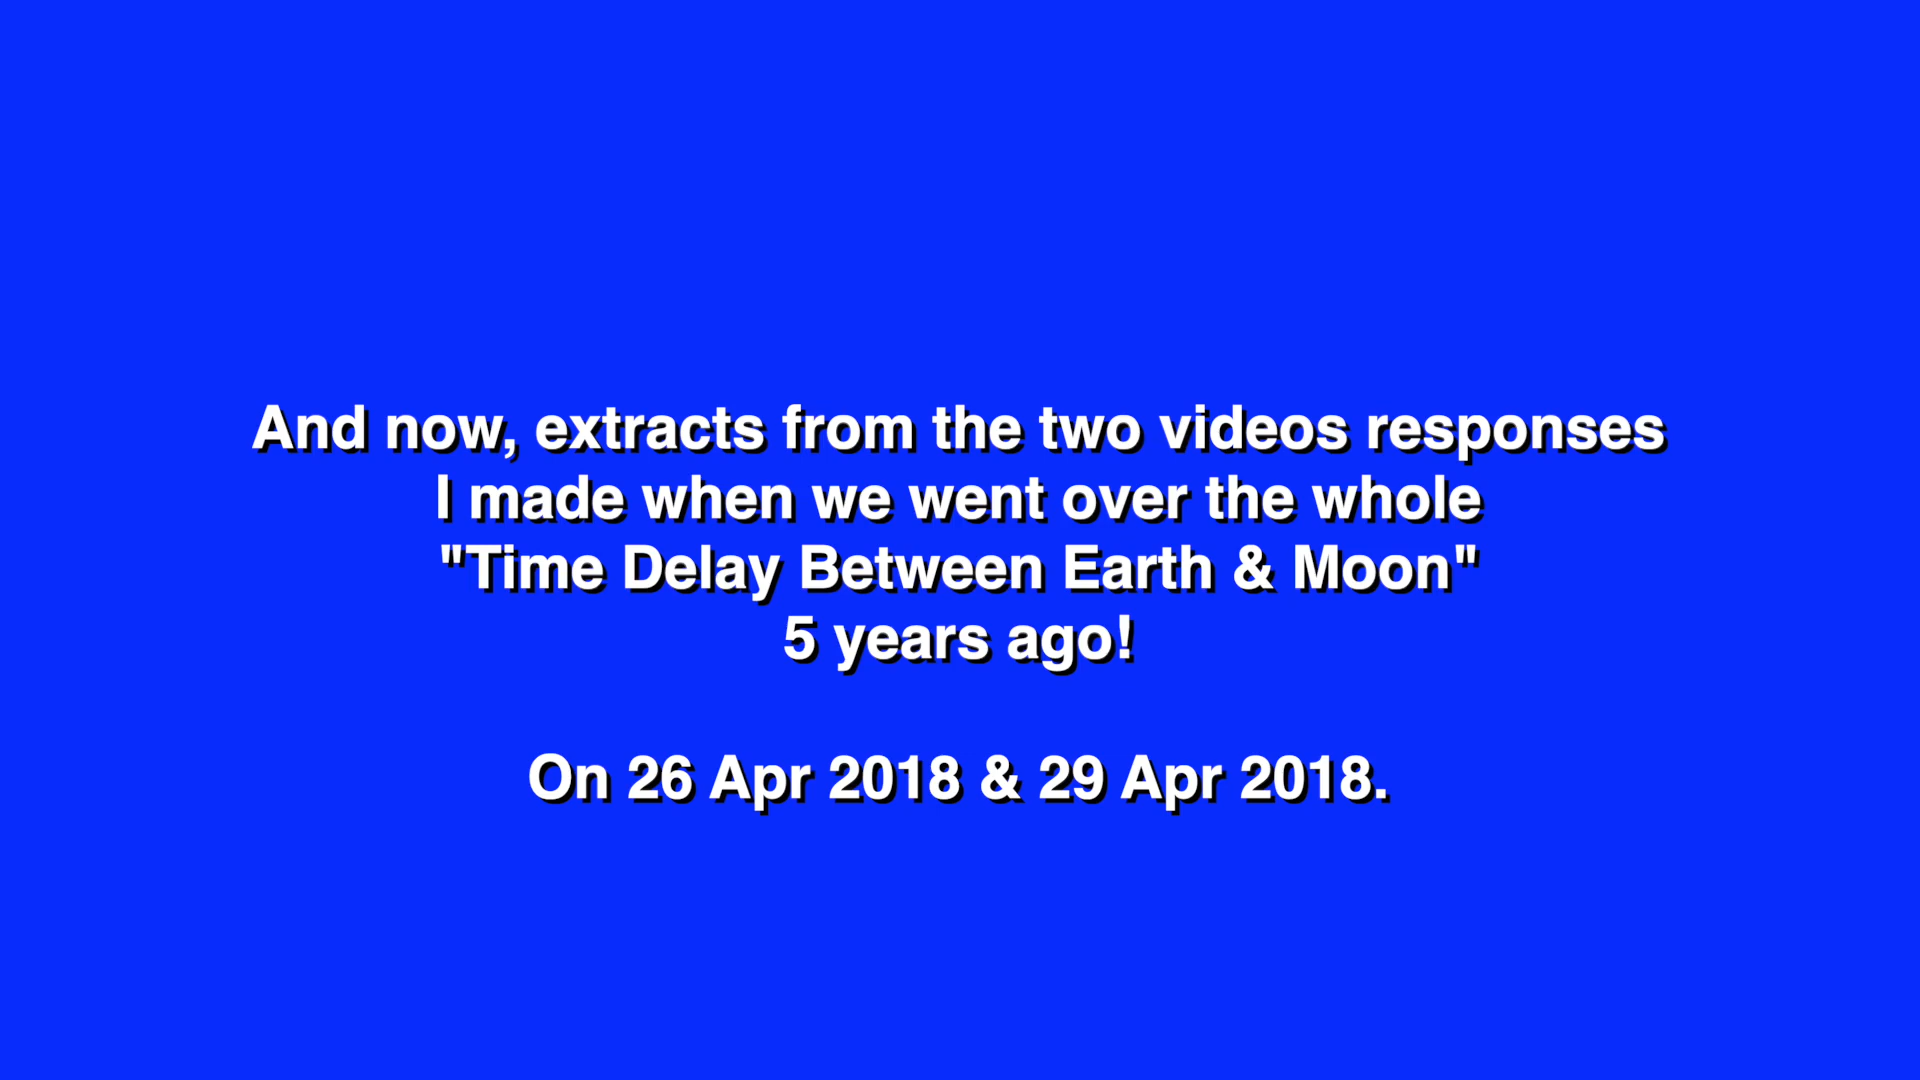 And now, extracts from the two videos responses
I made when we went over the whole
"Time Delay Between Earth & Moon"
5 years ago!
On 26 Apr 2018 & 29 Apr 2018.